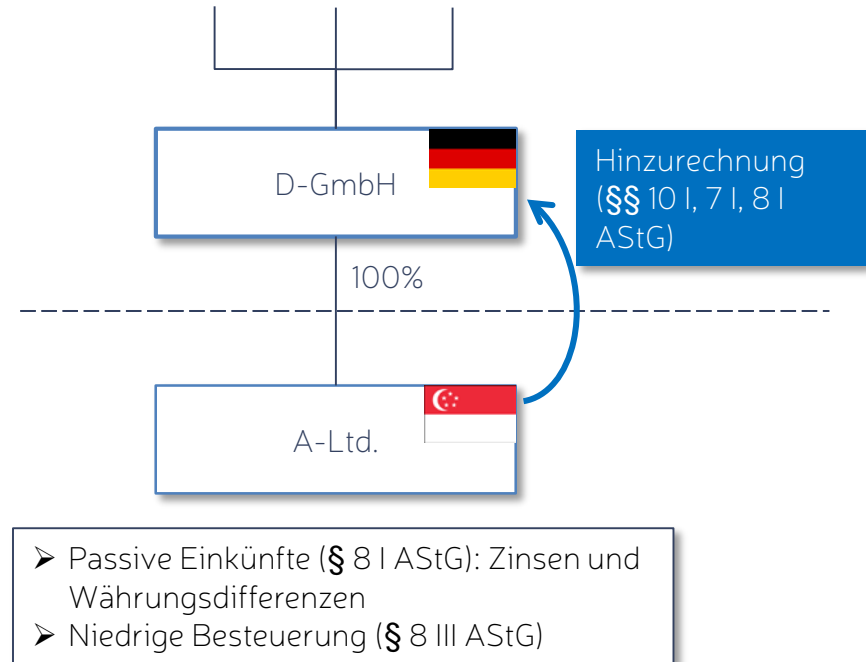 D-GmbH
Hinzurechnung
(§§ 10 I, 7 I, 8 I
AStG)
100%
A-Ltd.
➢ Passive Einkünfte (§ 8 I AStG): Zinsen und
Währungsdifferenzen
➢ Niedrige Besteuerung (§ 8 III AStG)